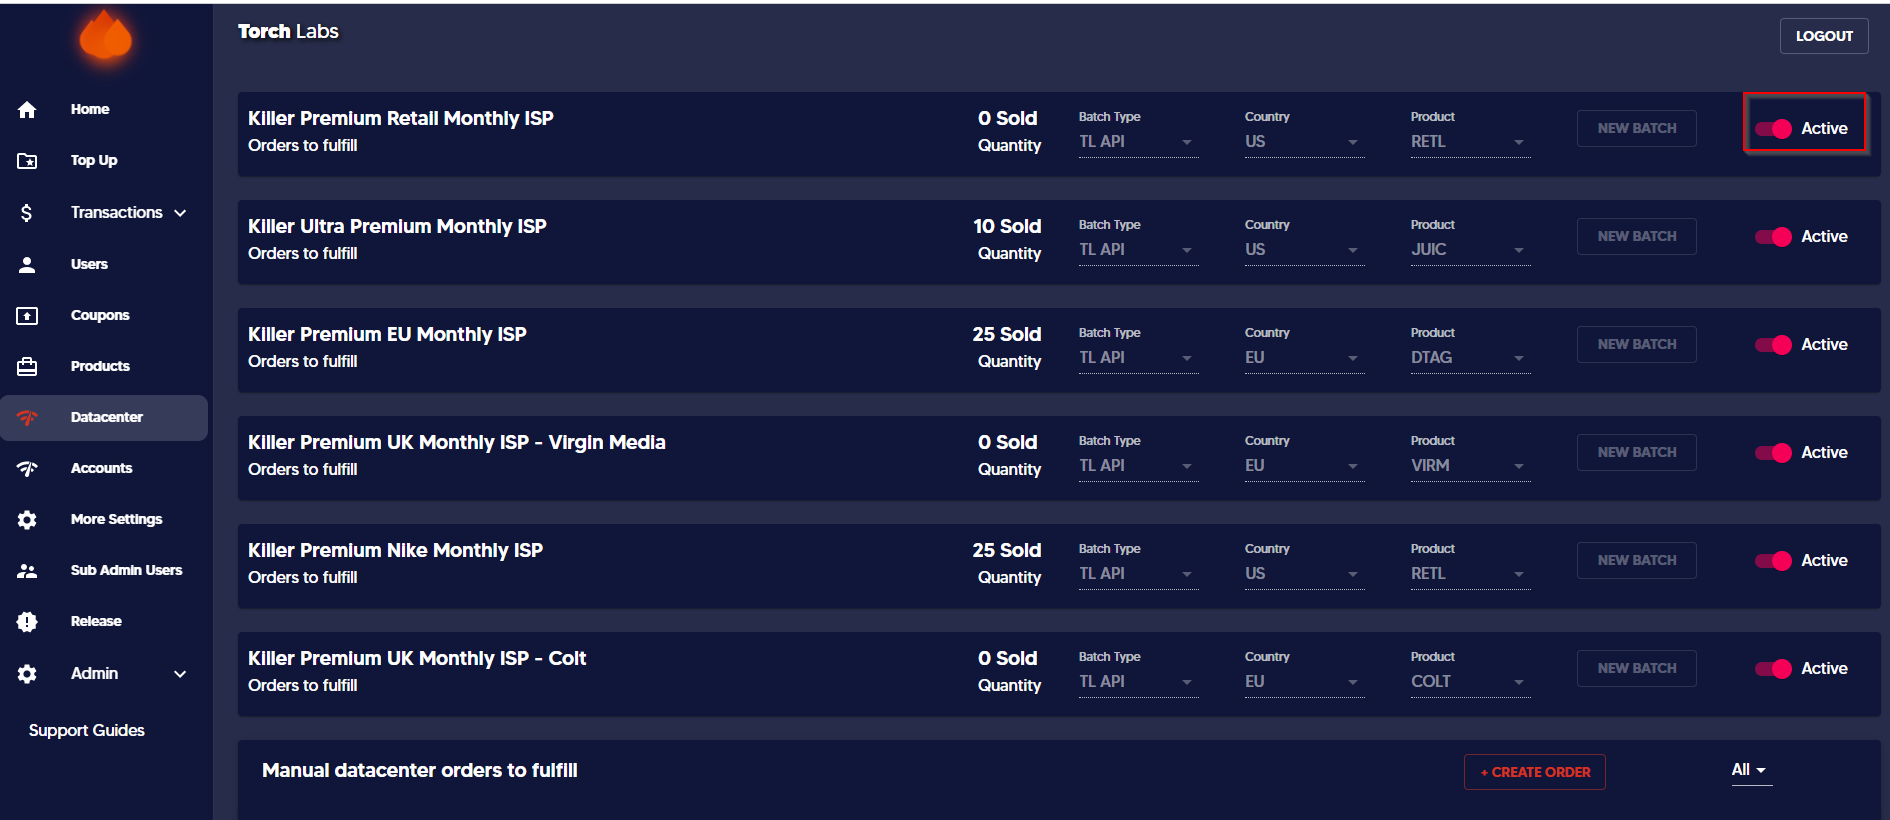 Torch Labs
LOGOUT
Home
Top Up
Transactions
Users
Coupons
Products
Datacenter
Accounts
More Settings
Sub Admin Users
Release
Admin
Support Guides
Killer Premium Retail Monthly ISP
Orders to fulfill
0 Sold
Quantity
Batch Type
TL API
Country
US
Product
RETL
NEW BATCH
Active
Killer Ultra Premium Monthly ISP
Orders to fulfill
10 Sold
Quantity
Batch Type
TL API
Country
US
Product
JUIC
NEW BATCH
Active
Killer Premium EU Monthly ISP
Orders to fulfill
25 Sold
Quantity
Batch Type
TL API
Country
EU
Product
DTAG
NEW BATCH
Active
Killer Premium UK Monthly ISP - Virgin Media
Orders to fulfill
0 Sold
Quantity
Batch Type
TL API
Country
EU
Product
VIRM
NEW BATCH
Active
Killer Premium Nike Monthly ISP
Orders to fulfill
25 Sold
Quantity
Batch Type
TL API
Country
US
Product
RETL
NEW BATCH
Active
Killer Premium UK Monthly ISP - Colt
Orders to fulfill
0 Sold
Quantity
Batch Type
TL API
Country
EU
Product
COLT
NEW BATCH
Active
Manual datacenter orders to fulfill
+ CREATE ORDER
All